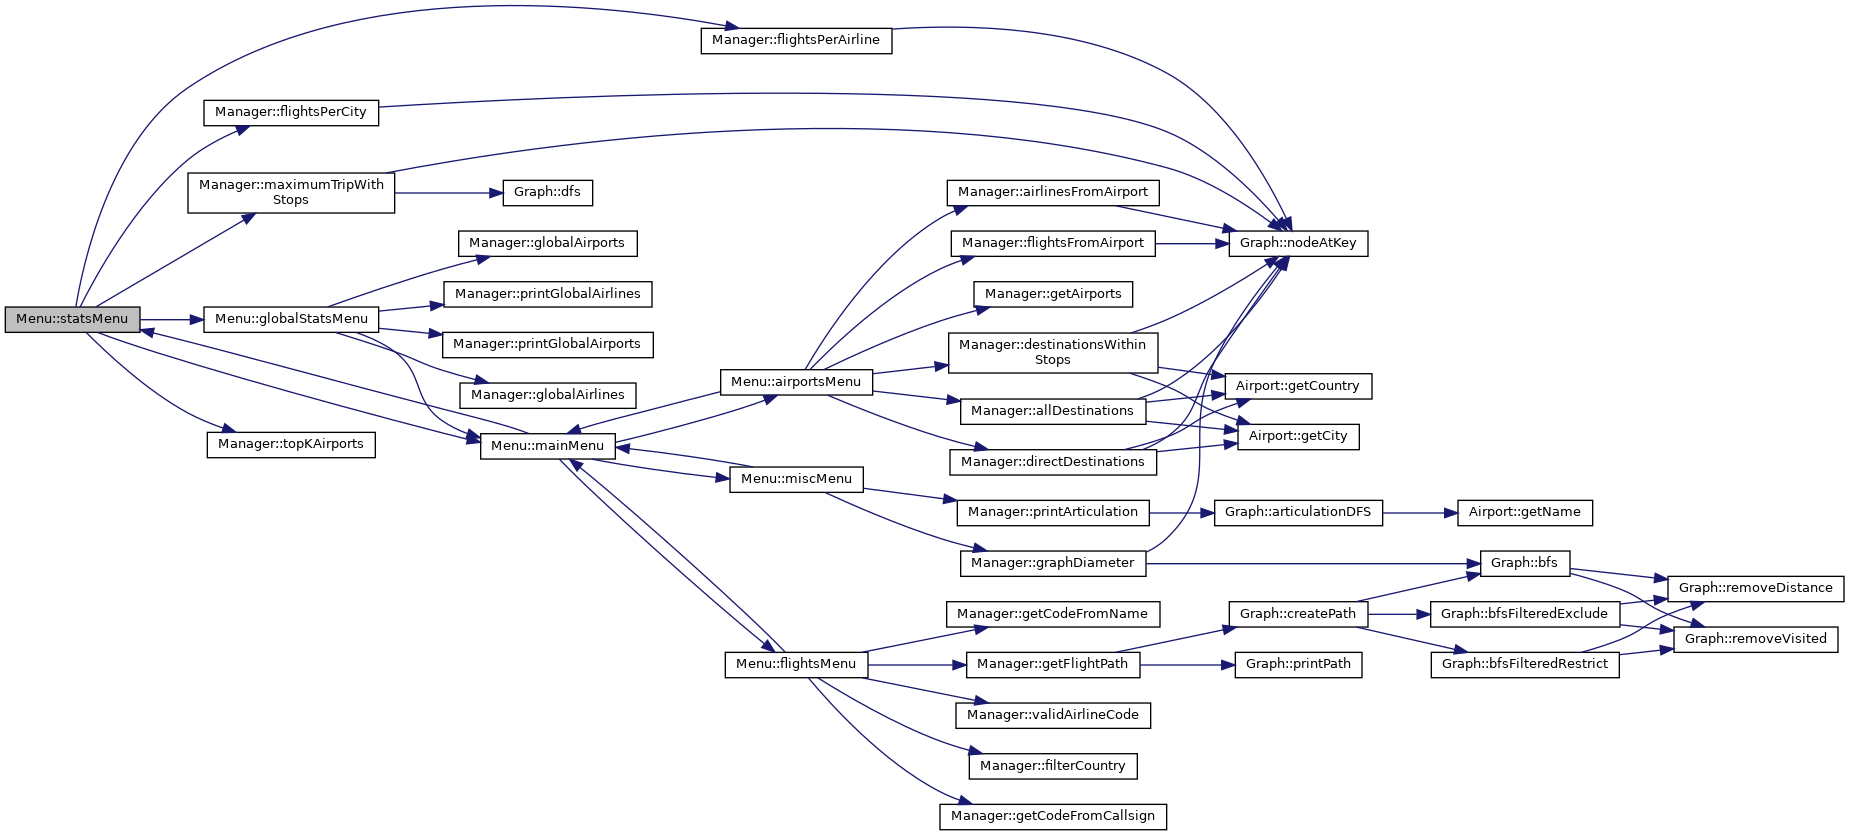 Manager::flightsPerAirline
Manager::flightsPerCity
Manager::maximumTripWith
Stops
Graph::dfs
Manager::airlinesFromAirport
Manager::globalAirports
Manager::flightsFromAirport
Graph::nodeAtKey
Manager::printGlobalAirlines
Manager::getAirports
Menu::statsMenu
Menu::globalStatsMenu
Manager::printGlobalAirports
Manager::destinationsWithin
Stops
Menu::airportsMenu
Airport::getCountry
Manager::globalAirlines
Manager::allDestinations
Manager::topKAirports
Menu::mainMenu
Airport::getCity
Manager::directDestinations
Menu::miscMenu
Manager::printArticulation
Graph::articulationDFS
Airport::getName
Manager::graphDiameter
Graph::bfs
Graph::removeDistance
Manager::getCodeFromName
Graph::createPath
Graph::bfsFilteredExclude
Graph::removeVisited
Menu::flightsMenu
Manager::getFlightPath
Graph::printPath
Graph::bfsFilteredRestrict
Manager::validAirlineCode
Manager::filterCountry
Manager::getCodeFromCallsign